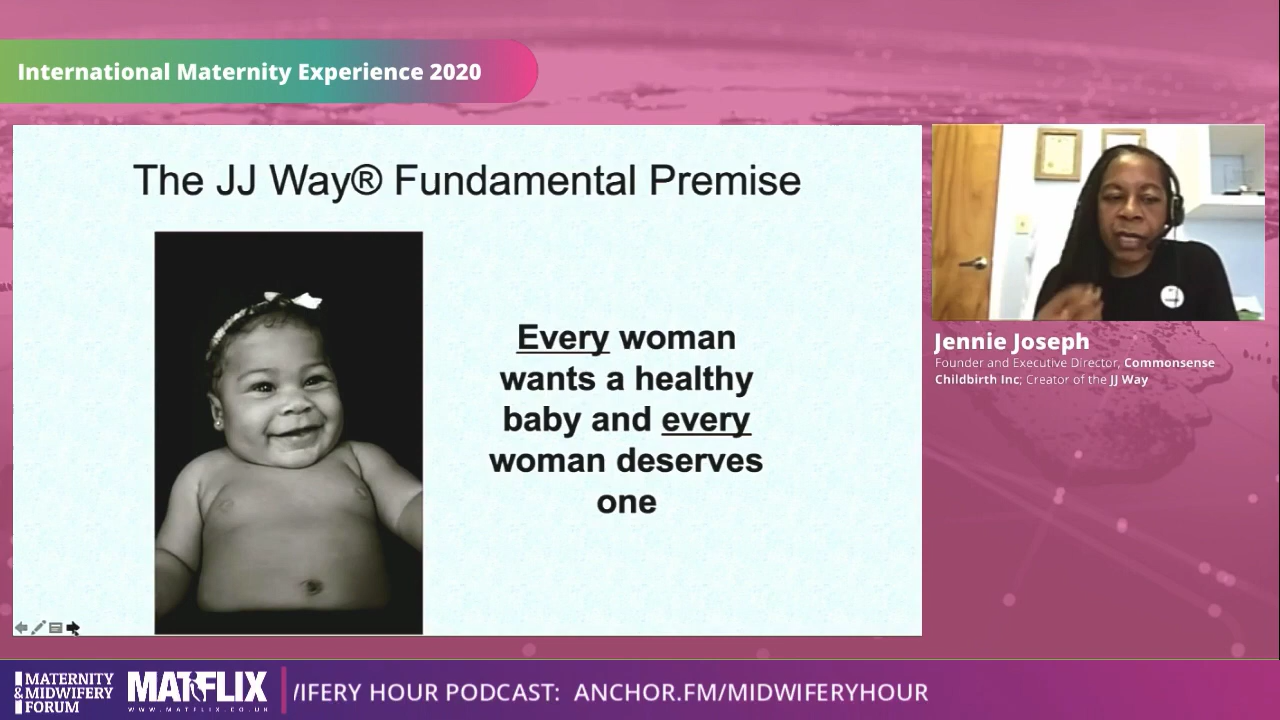 International Maternity Experience 2020
The JJ Way® Fundamental Premise
Every woman
wants a healthy
baby and every
woman deserves
one
Jennie Joseph
Founder and Executive Director, Commonsense
Childbirth Inc; Creator of the JJ Way
MATERNITY
& MIDWIFERY
FORUM
MATFLIX
WWW.MATFLIX.CO.UK
IFERY HOUR PODCAST: ANCHOR.FM/MIDWIFERYHOUR